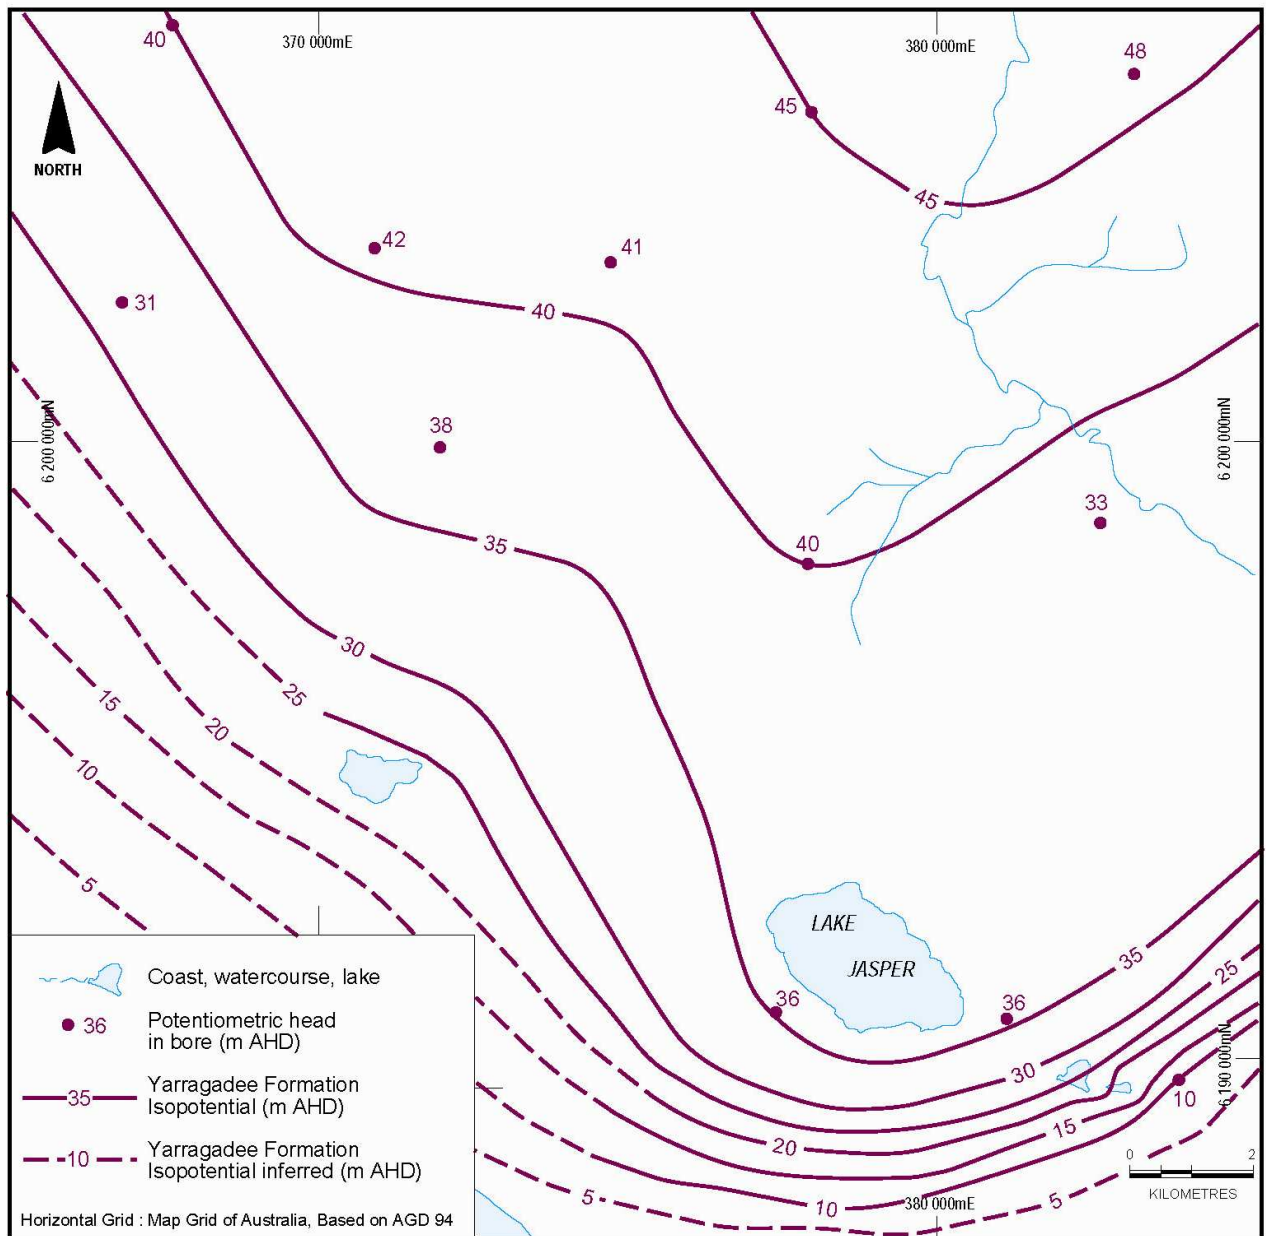 370 000mE
380 000mE
40
48
45
NORTH
45
42
41
31
40
6 200 000mN
6 200 000mN
38
33
35
40
30
25
15
20
10
5
LAKE
JASPER
35
25
36
36
30
6 190 000mN
10
15
20
5
10
5
380 000mE
0 2
KILOMETRES
Coast, watercourse, lake
36
Potentiometric head
in bore (m AHD)
35
Yarragadee Formation
Isopotential (m AHD)
10
Yarragadee Formation
Isopotential inferred (m AHD)
Horizontal Grid : Map Grid of Australia, Based on AGD 94